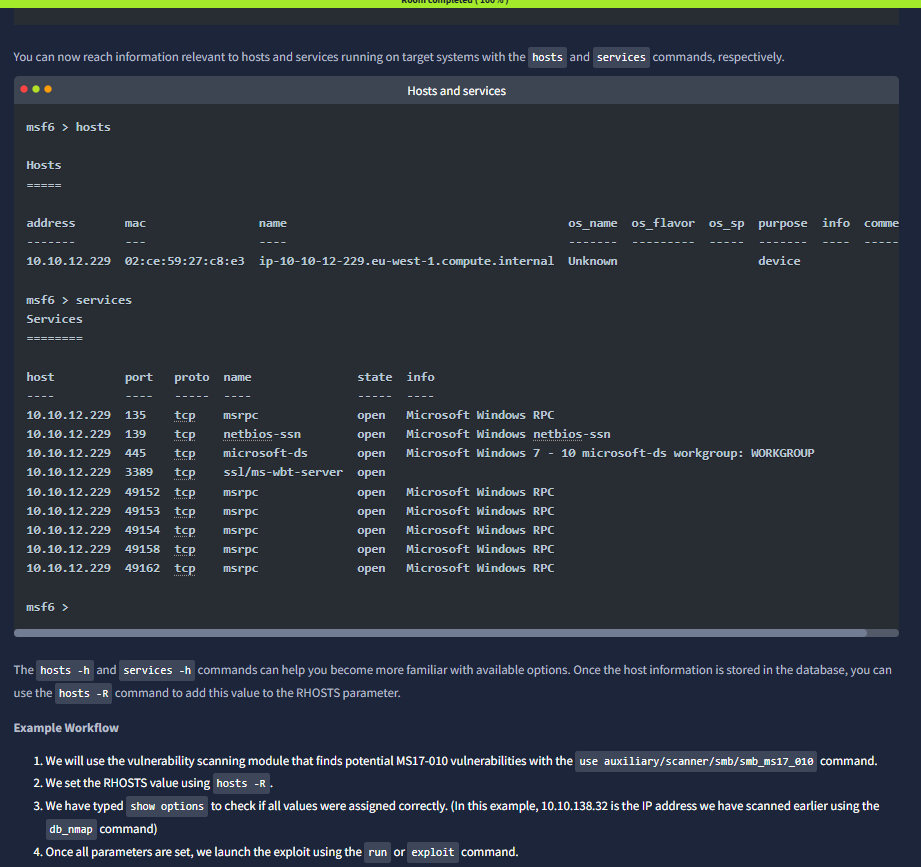 Room completed ( 100% )
You can now reach information relevant to hosts and services running on target systems with the hosts and services commands, respectively.
Hosts and services
msf6 > hosts
Hosts
=====
address mac name os_name os_flavor os_sp purpose info comme
------- --- ---- ------- --------- ----- ------- ---- -----
10.10.12.229 02:ce:59:27:c8:e3 ip-10-10-12-229.eu-west-1.compute.internal Unknown device
msf6 > services
Services
========
host port proto name state info
---- ---- ----- ---- ----- ----
10.10.12.229 135 tcp msrpc open Microsoft Windows RPC
10.10.12.229 139 tcp netbios-ssn open Microsoft Windows netbios-ssn
10.10.12.229 445 tcp microsoft-ds open Microsoft Windows 7 - 10 microsoft-ds workgroup: WORKGROUP
10.10.12.229 3389 tcp ssl/ms-wbt-server open
10.10.12.229 49152 tcp msrpc open Microsoft Windows RPC
10.10.12.229 49153 tcp msrpc open Microsoft Windows RPC
10.10.12.229 49154 tcp msrpc open Microsoft Windows RPC
10.10.12.229 49158 tcp msrpc open Microsoft Windows RPC
10.10.12.229 49162 tcp msrpc open Microsoft Windows RPC
msf6 >
The hosts -h and services -h commands can help you become more familiar with available options. Once the host information is stored in the database, you can
use the hosts -R command to add this value to the RHOSTS parameter.
Example Workflow
1. We will use the vulnerability scanning module that finds potential MS17-010 vulnerabilities with the use auxiliary/scanner/smb/smb_ms17_010 command.
2. We set the RHOSTS value using hosts -R.
3. We have typed show options to check if all values were assigned correctly. (In this example, 10.10.138.32 is the IP address we have scanned earlier using the
db_nmap command)
4. Once all parameters are set, we launch the exploit using the run or exploit command.